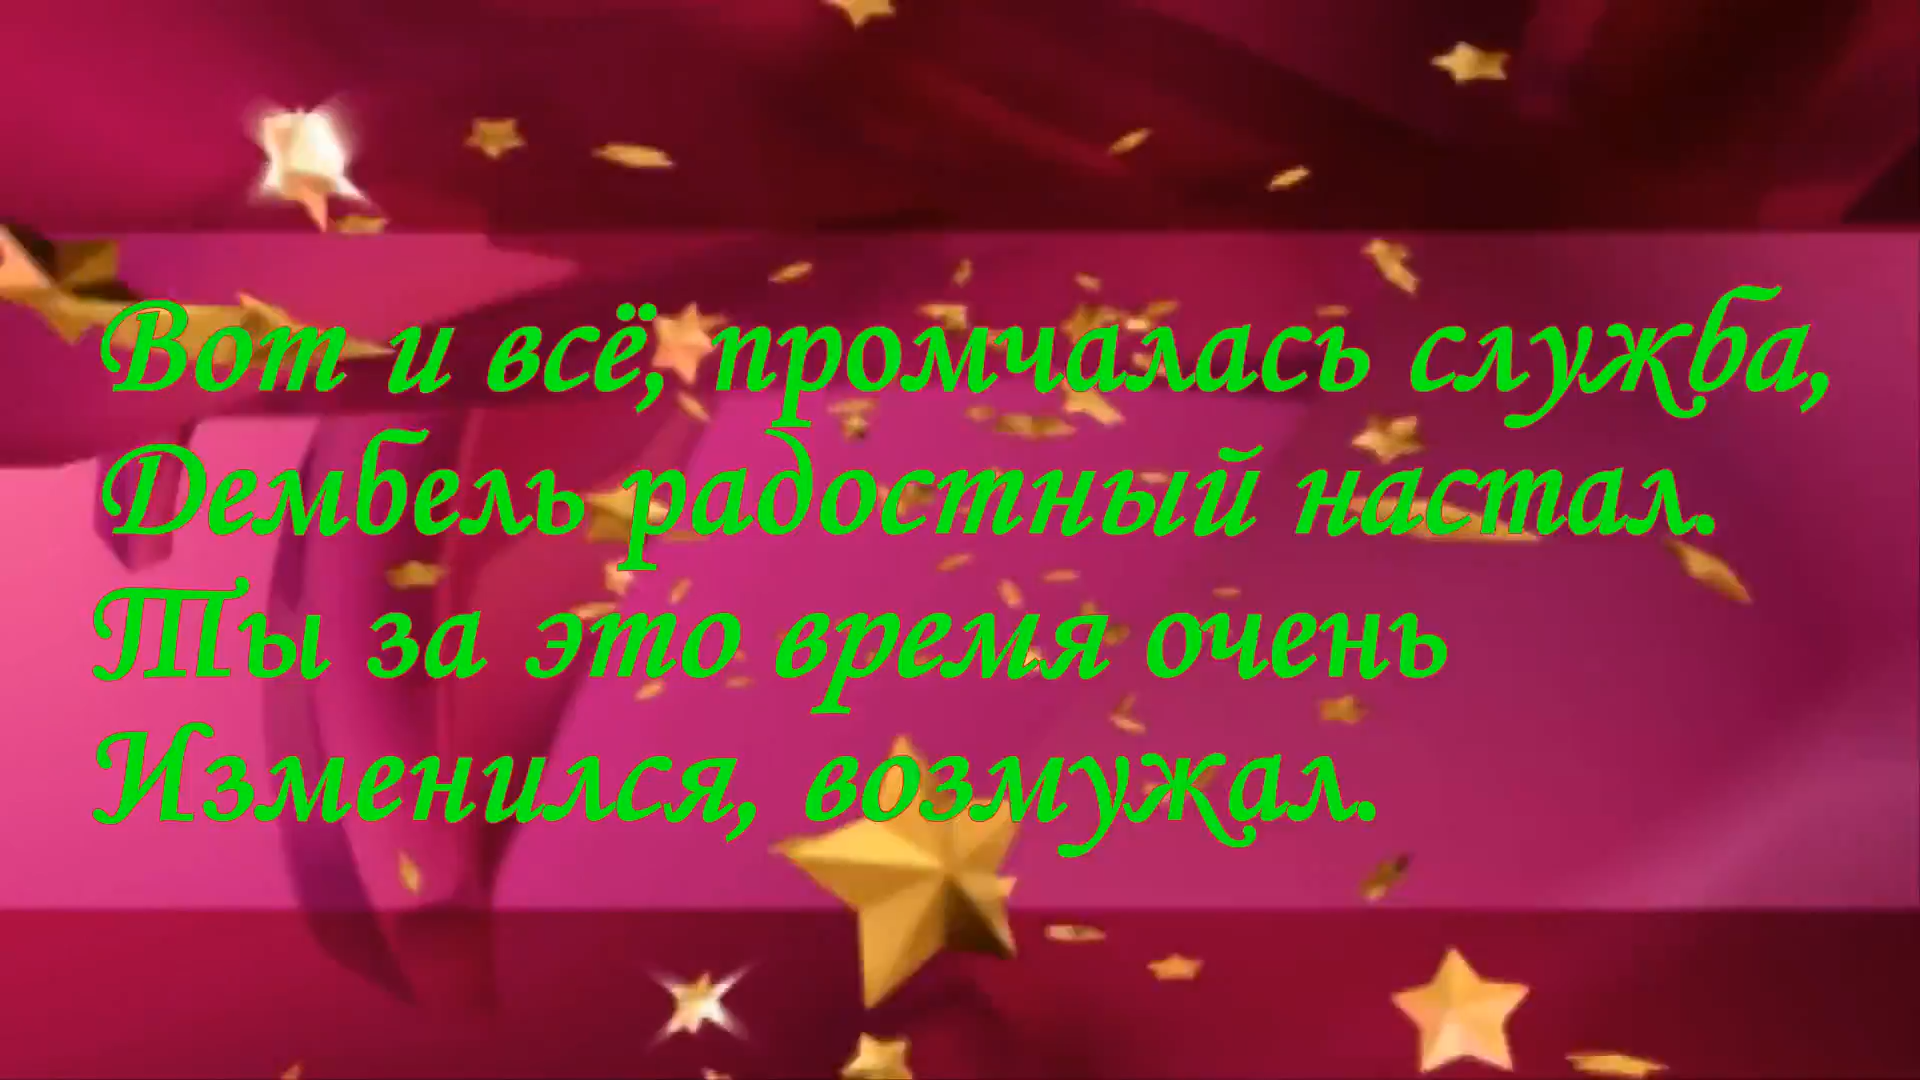 Вот и всё, промчалась служба,
Дембель радостный настал.
Ты за это время очень
Изменился, возмужал.